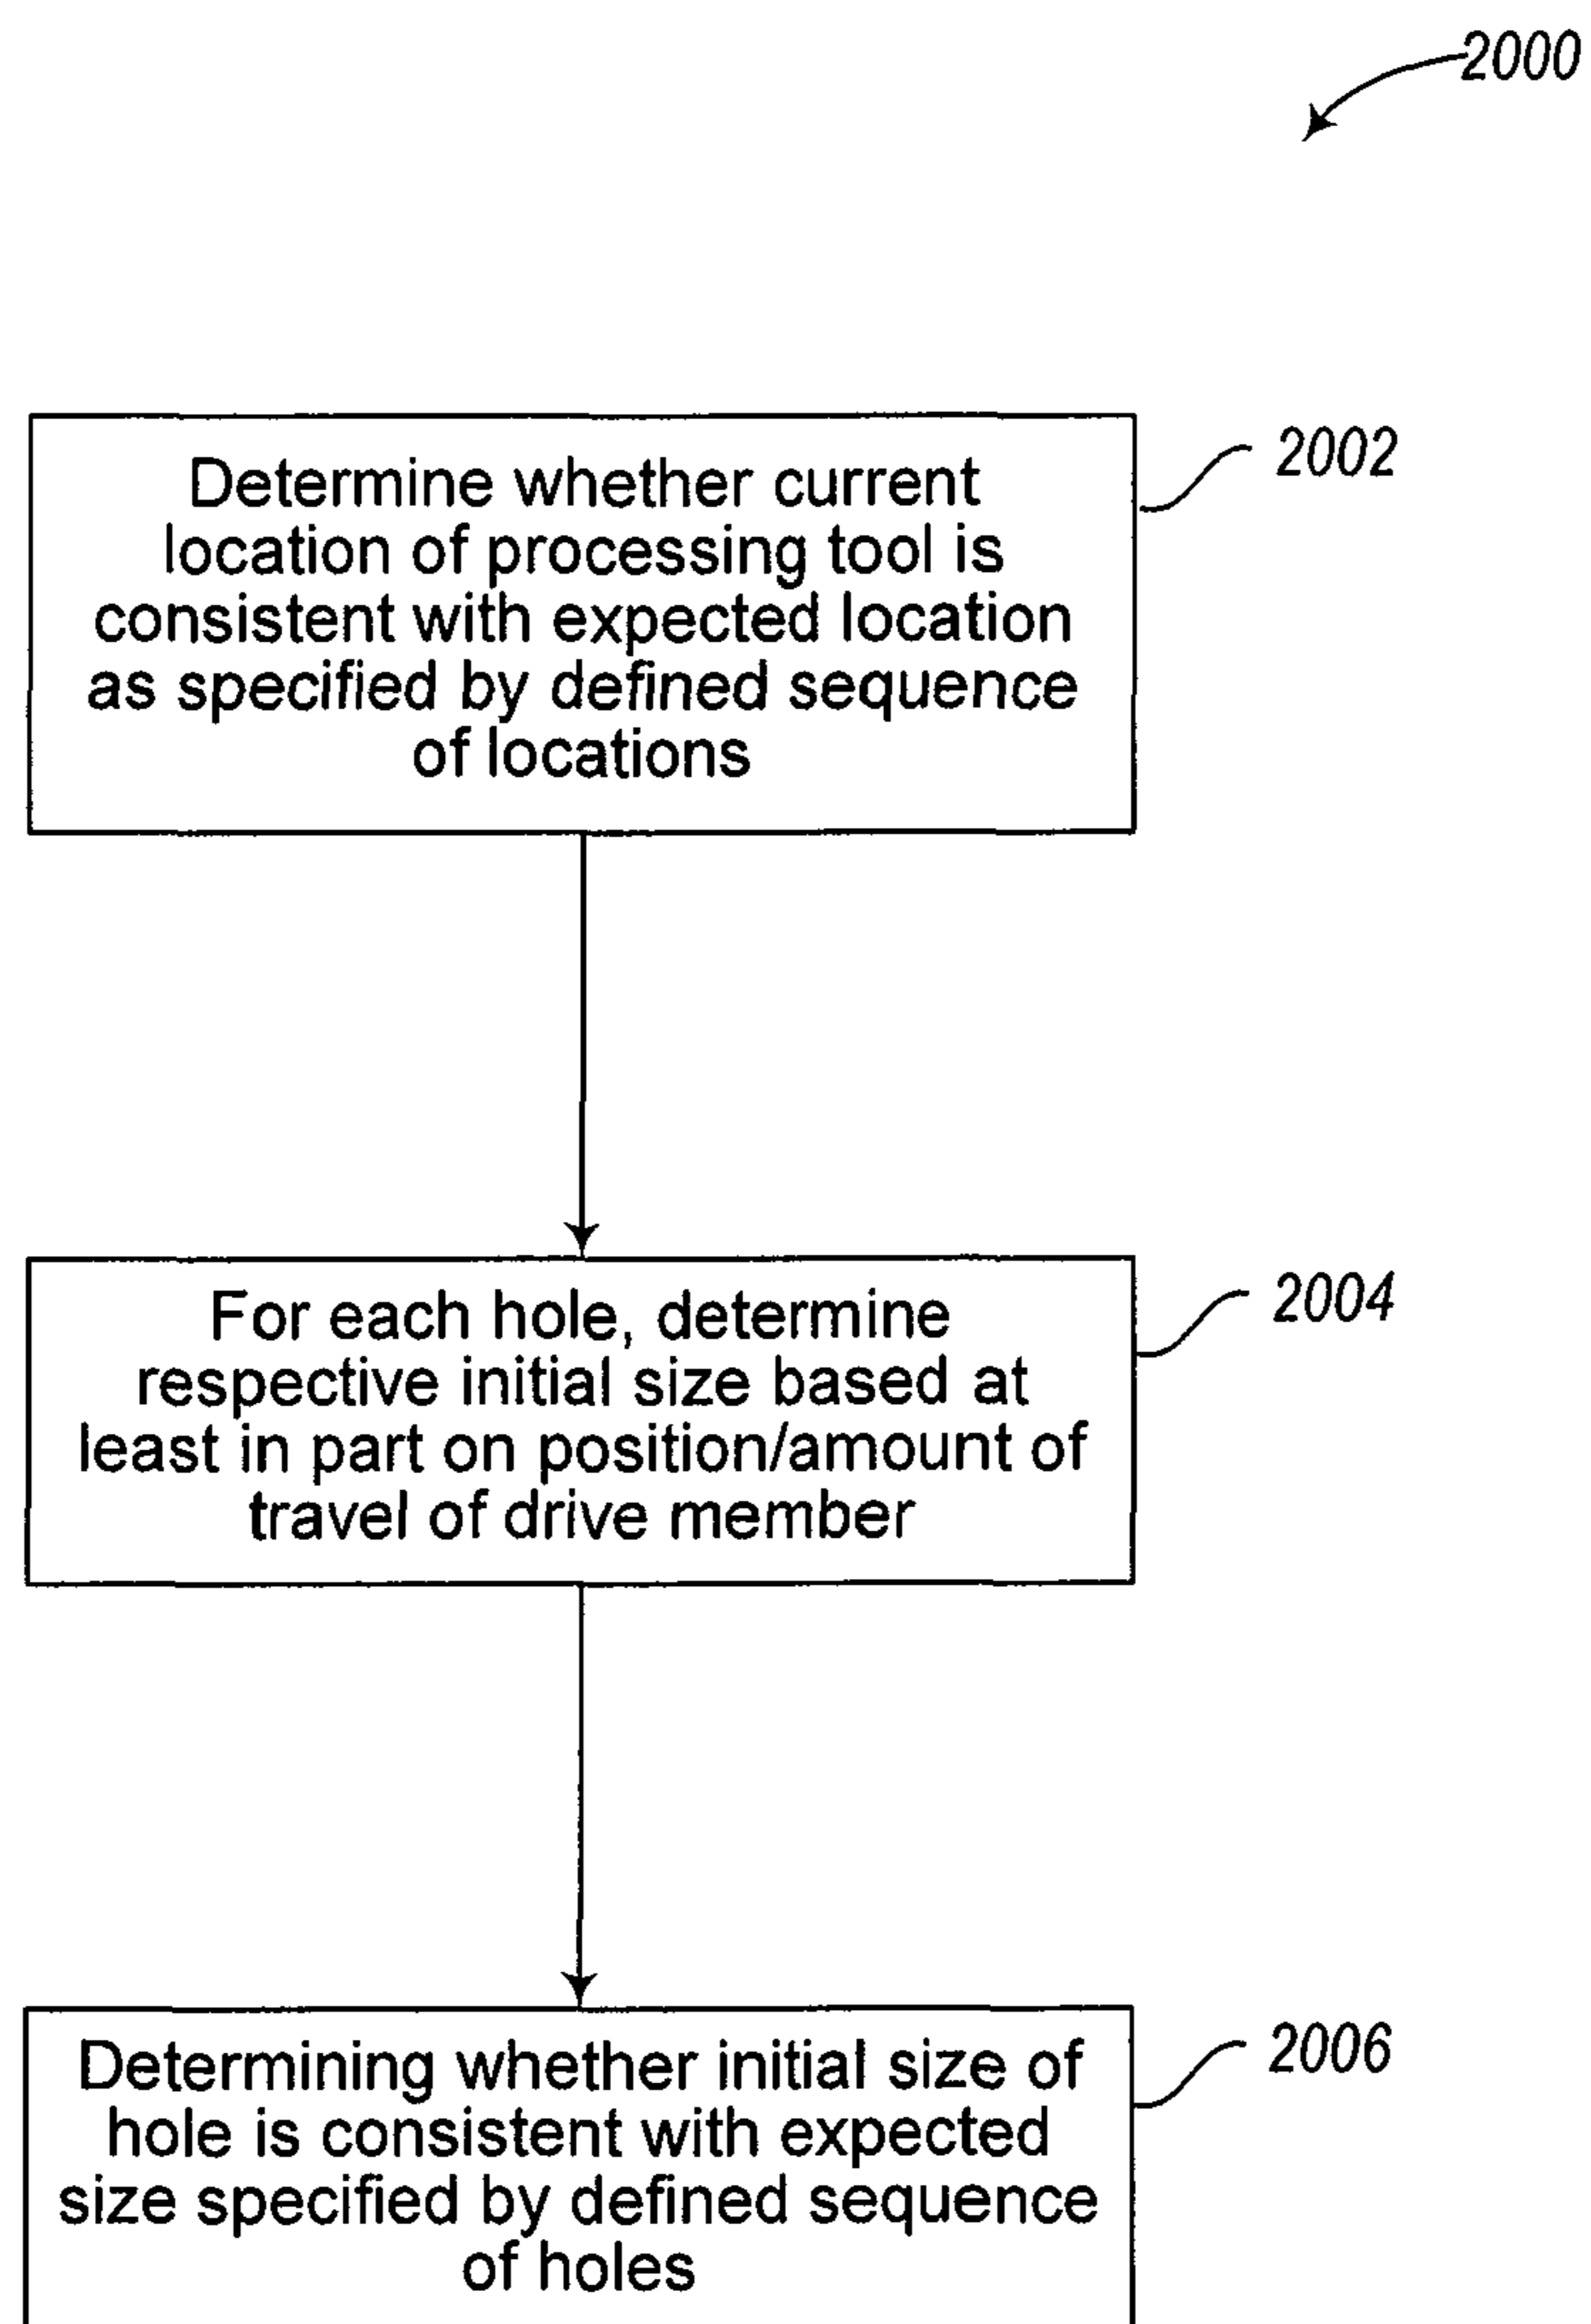 2000
Determine whether current
2002
location of processing tool is
consistent with expected location
as specified by defined sequence
of locations
For each hole, determine
2004
respective initial size based at
least in part on position/amount of
travel of drive member
Determining whether initial size of
2006
hole is consistent with expected
size specified by defined sequence
of holes